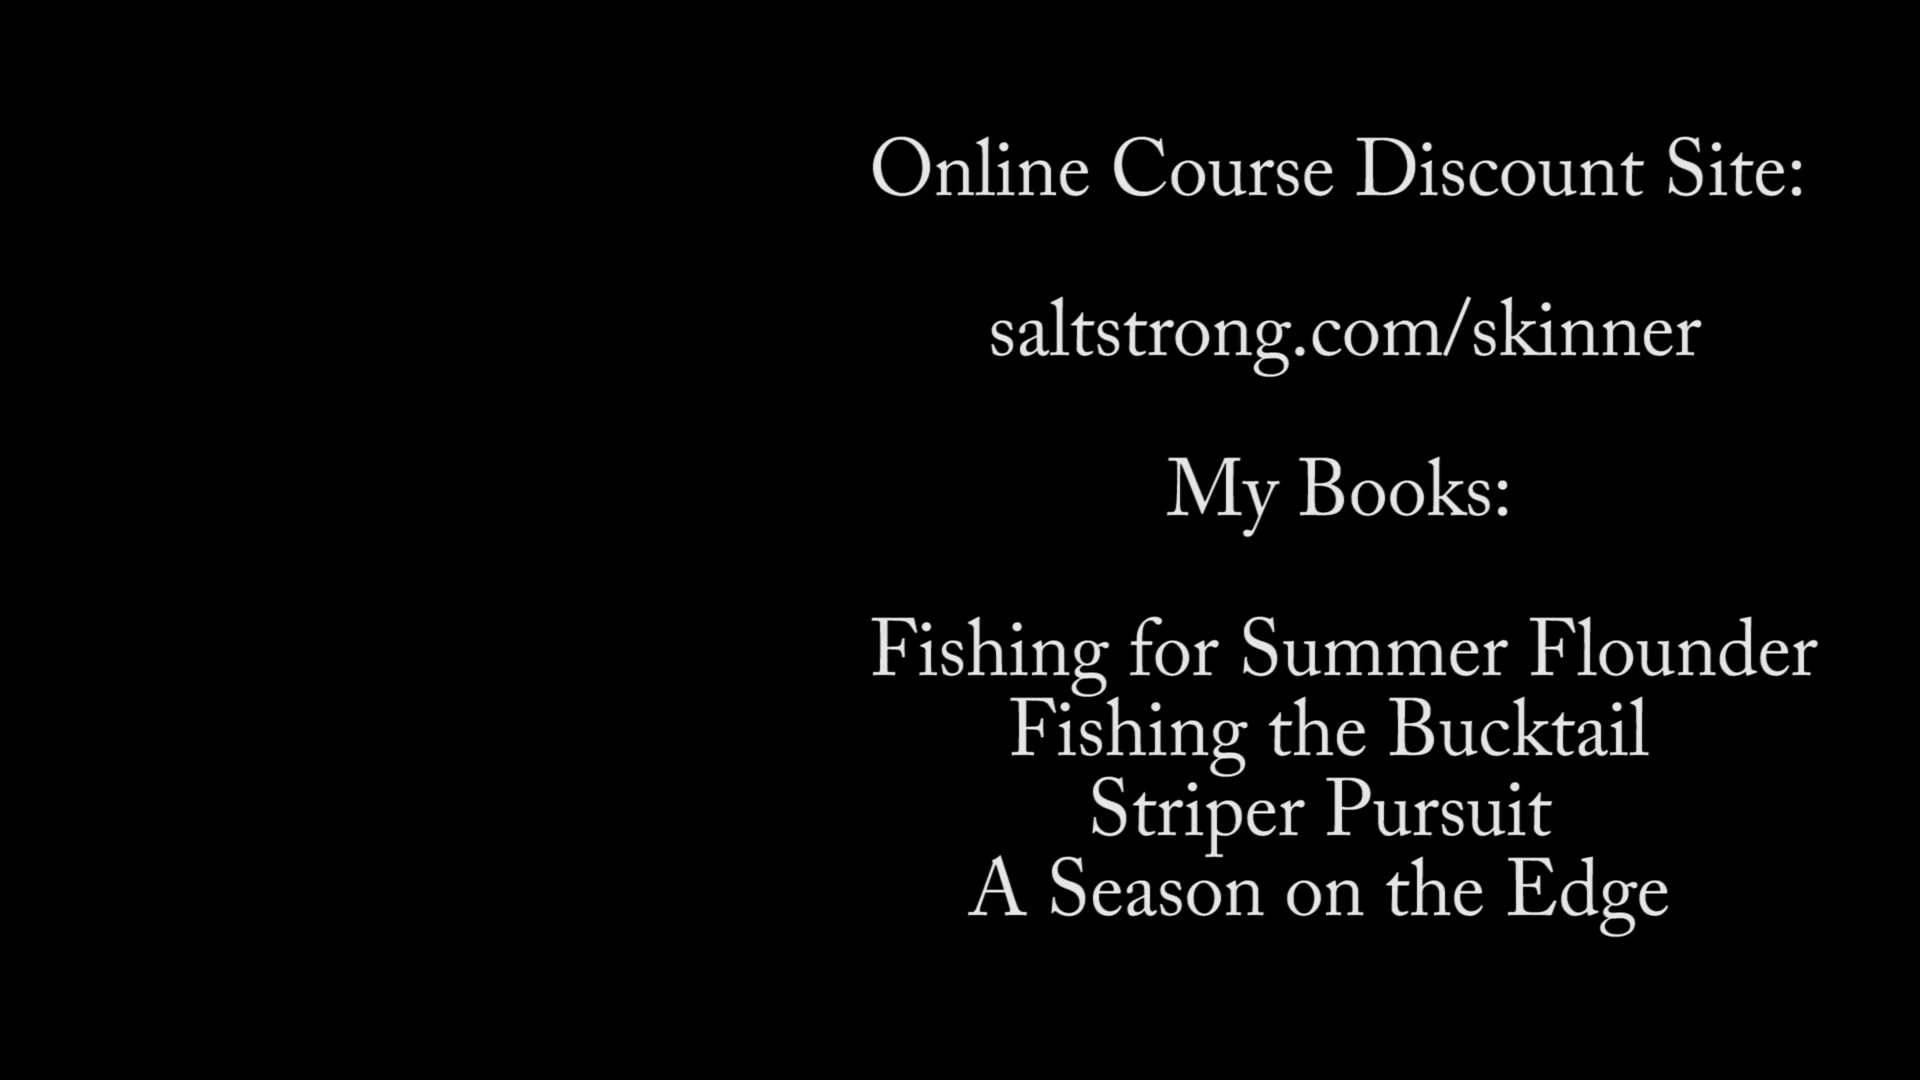 Online Course Discount Site:
saltstrong.com/skinner
My Books:
Fishing for Summer Flounder
Fishing the Bucktail
Striper Pursuit
A Season on the Edge